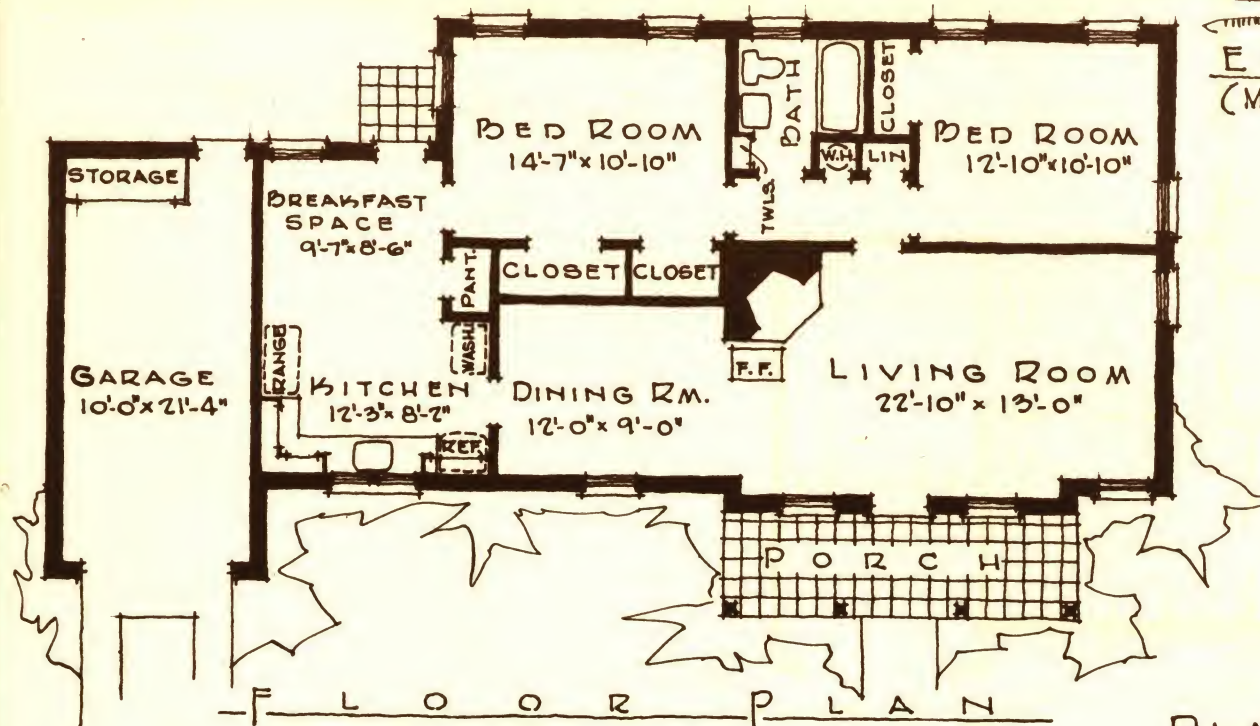 E
(M
BED ROOM
14'-7" x 10'-10"
BATH
CLOSET
BED ROOM
12'-10" x 10'-10"
STORAGE
W.H.
LIN
TWLS.
BREAKFAST
SPACE
9'-7" x 8'-6"
PANT.
CLOSET
CLOSET
RANGE
WASH.
F. F.
GARAGE
10'-0" x 21'-4"
KITCHEN
12'-3" x 8'-2"
REF.
DINING RM.
12'-0" x 9'-0"
LIVING ROOM
22'-10" x 13'-0"
PORCH
FLOOR PLAN